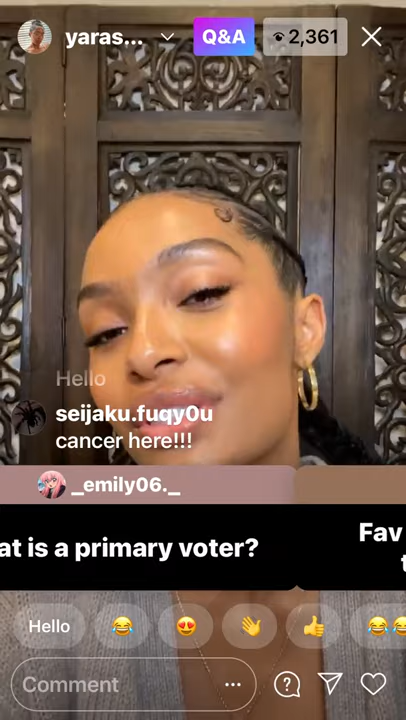 yaras...
Q&A
2,361
Hello
seijaku.fuqy0u
cancer here!!!
_emily06._
at is a primary voter?
Fav
t
Hello
Comment